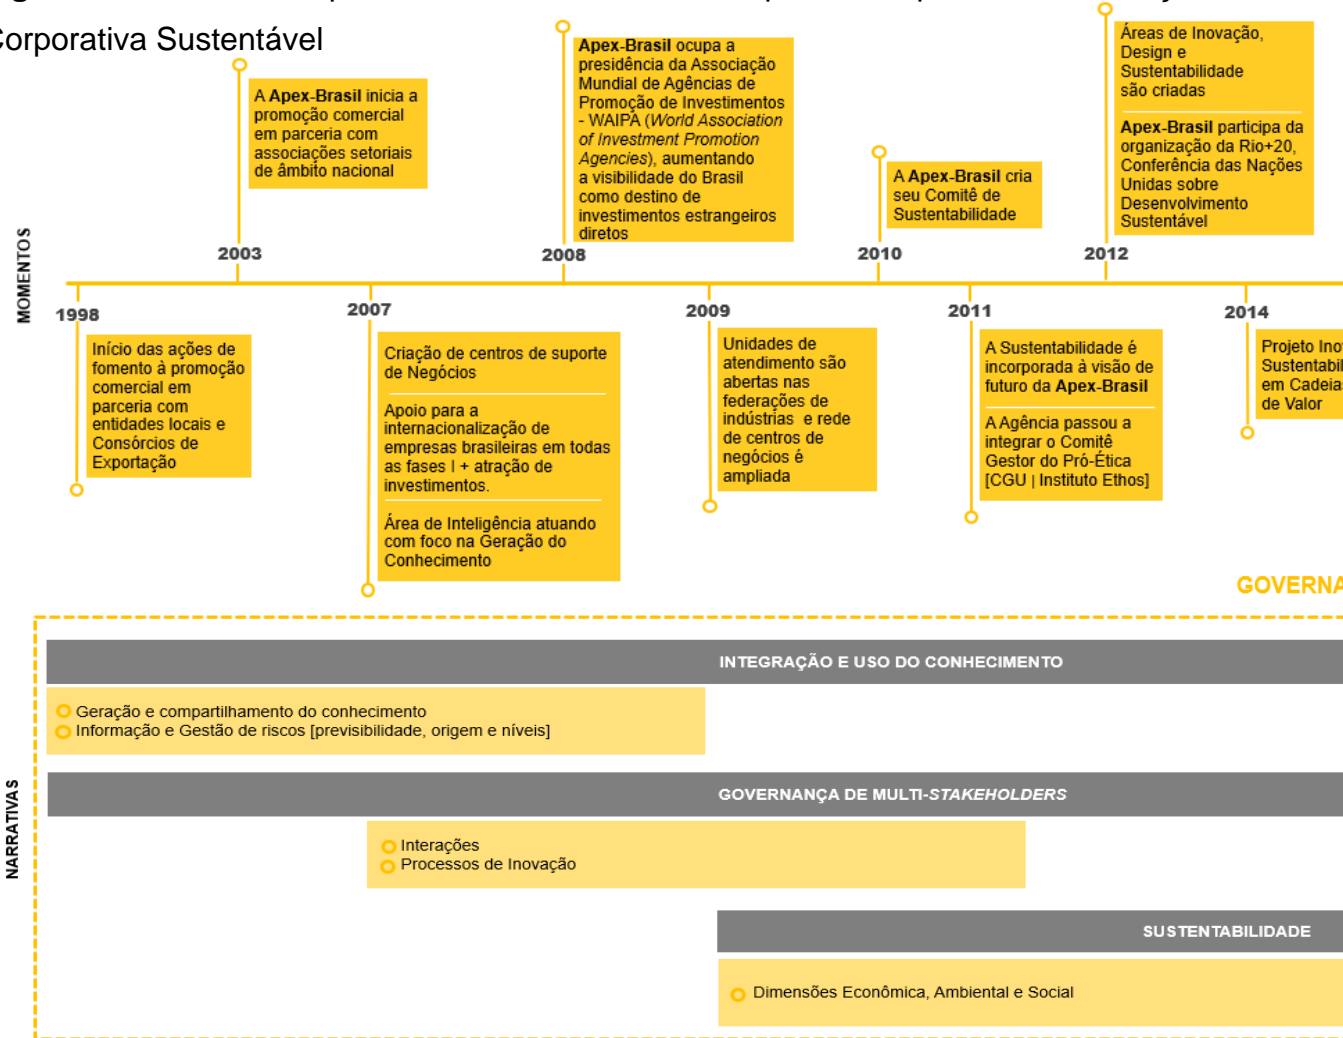 Corporativa Sustentável
A Apex-Brasil inicia a
promoção comercial
em parceria com
associações setoriais
de âmbito nacional
2003
Apex-Brasil ocupa a
presidência da Associação
Mundial de Agências de
Promoção de Investimentos
- WAIPA (World Association
of Investment Promotion
Agencies), aumentando
a visibilidade do Brasil
como destino de
investimentos estrangeiros
diretos
2008
A Apex-Brasil cria
seu Comitê de
Sustentabilidade
2010
Áreas de Inovação,
Design e
Sustentabilidade
são criadas
Apex-Brasil participa da
organização da Rio+20,
Conferência das Nações
Unidas sobre
Desenvolvimento
Sustentável
2012
MOMENTOS
1998
Início das ações de
fomento à promoção
comercial em
parceria com
entidades locais e
Consórcios de
Exportação
2007
Criação de centros de suporte
de Negócios
Apoio para a
internacionalização de
empresas brasileiras em todas
as fases I + atração de
investimentos.
Área de Inteligência atuando
com foco na Geração do
Conhecimento
2009
Unidades de
atendimento são
abertas nas
federações de
indústrias e rede
de centros de
negócios é
ampliada
2011
A Sustentabilidade é
incorporada à visão de
futuro da Apex-Brasil
A Agência passou a
integrar o Comitê
Gestor do Pró-Ética
[CGU | Instituto Ethos]
2014
Projeto Ino
Sustentabil
em Cadeia
de Valor
GOVERNA
NARRATIVAS
INTEGRAÇÃO E USO DO CONHECIMENTO
Geração e compartilhamento do conhecimento
Informação e Gestão de riscos [previsibilidade, origem e níveis]
GOVERNANÇA DE MULTI-STAKEHOLDERS
Interações
Processos de Inovação
SUSTENTABILIDADE
Dimensões Econômica, Ambiental e Social